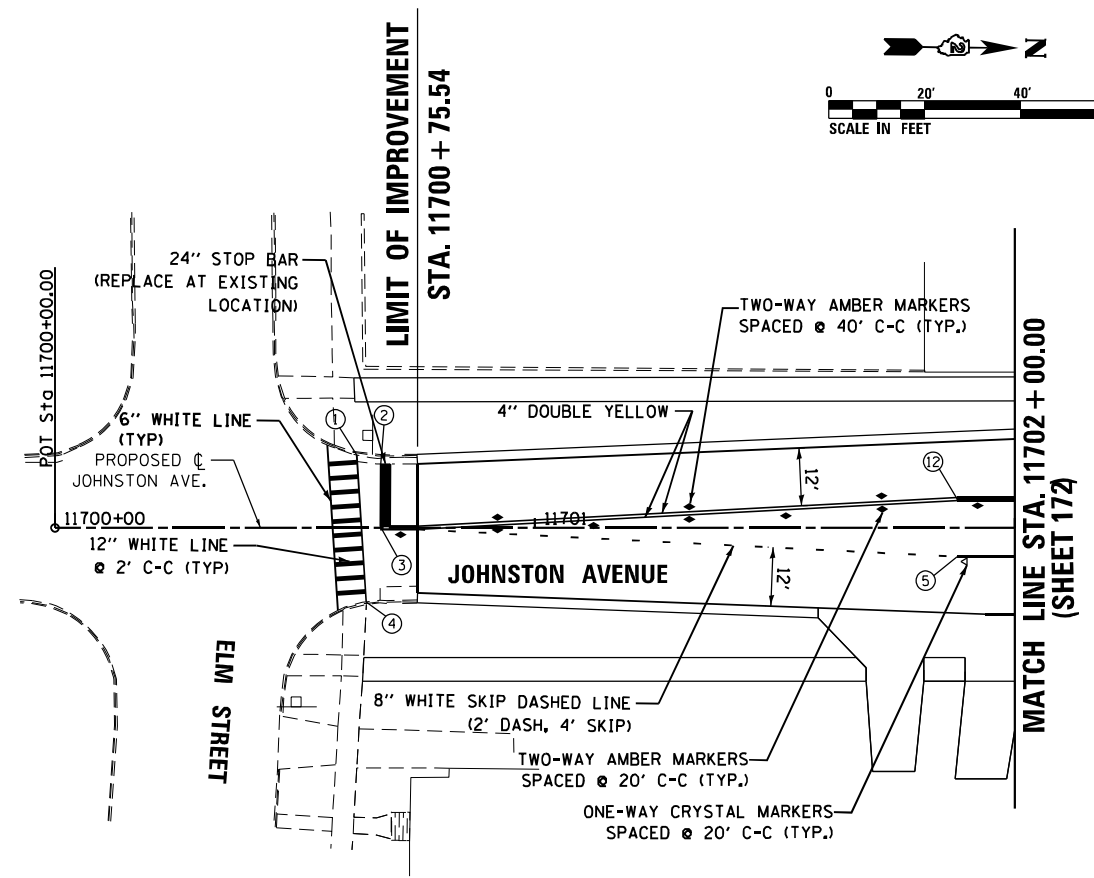 LIMIT OF IMPROVEMENT
STA. 11700 + 75.54
N
0 20' 40'
SCALE IN FEET
24" STOP BAR
(REPLACE AT EXISTING
LOCATION)
POT Sta 11700+00.00
TWO-WAY AMBER MARKERS
SPACED @ 40' C-C (TYP.)
6" WHITE LINE
(TYP)
PROPOSED ℄
JOHNSTON AVE.
1
2
4" DOUBLE YELLOW
12'
12
11700+00
11701
12" WHITE LINE
@ 2' C-C (TYP)
3
JOHNSTON AVENUE
12'
5
4
MATCH LINE STA. 11702 + 00.00
(SHEET 172)
ELM STREET
8" WHITE SKIP DASHED LINE
(2' DASH, 4' SKIP)
TWO-WAY AMBER MARKERS
SPACED @ 20' C-C (TYP.)
ONE-WAY CRYSTAL MARKERS
SPACED @ 20' C-C (TYP.)